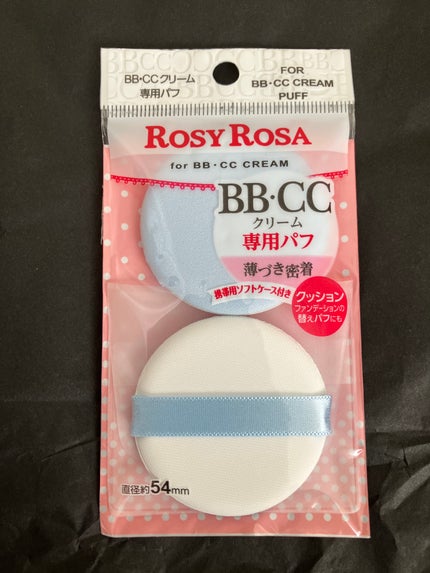 BB・CCクリーム
専用パフ
FOR
BB・CC CREAM
PUFF
ROSY ROSA
for BB・CC CREAM
BB・CC
クリーム
専用パフ
薄づき密着
携帯用ソフトケース付き
クッション
ファンデーションの
替えパフにも
直径約54mm